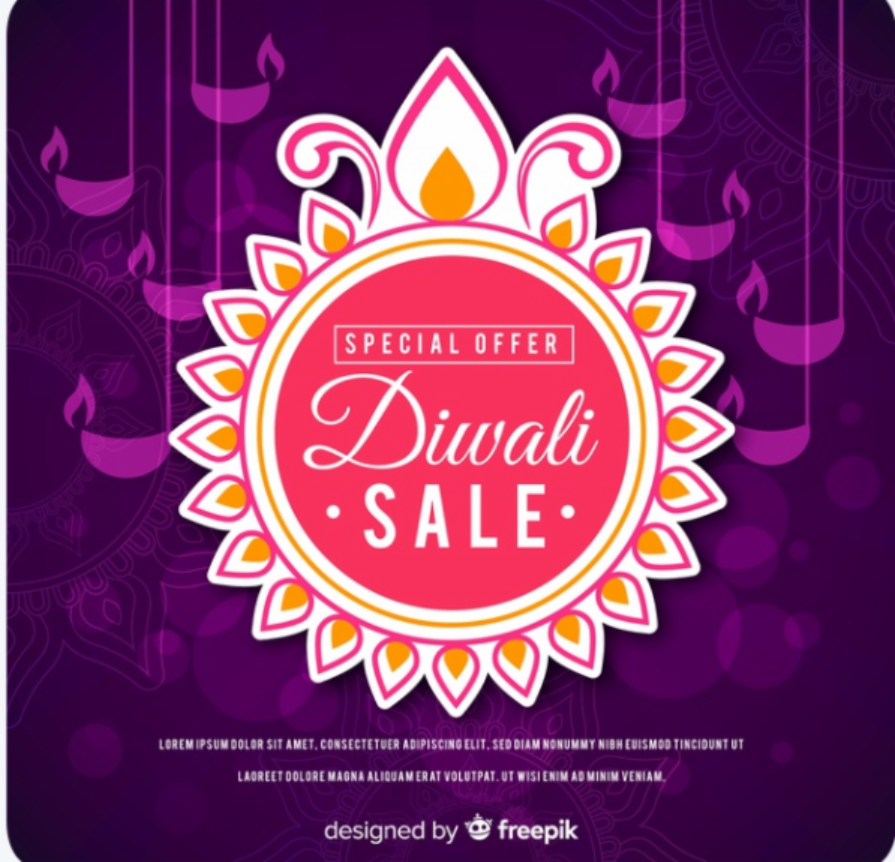 SPECIAL OFFER
Diwali
• SALE •
LOREM IPSUM DOLOR SIT AMET, CONSECTETUER ADIPISCING ELIT, SED DIAM NONUMMY NIBH EUISMOD TINCIDUNT UT
LAOREET DOLORE MAGNA ALIQUAM ERAT VOLUTPAT. UT WISI ENIM AD MINIM VENIAM,
designed by freepik